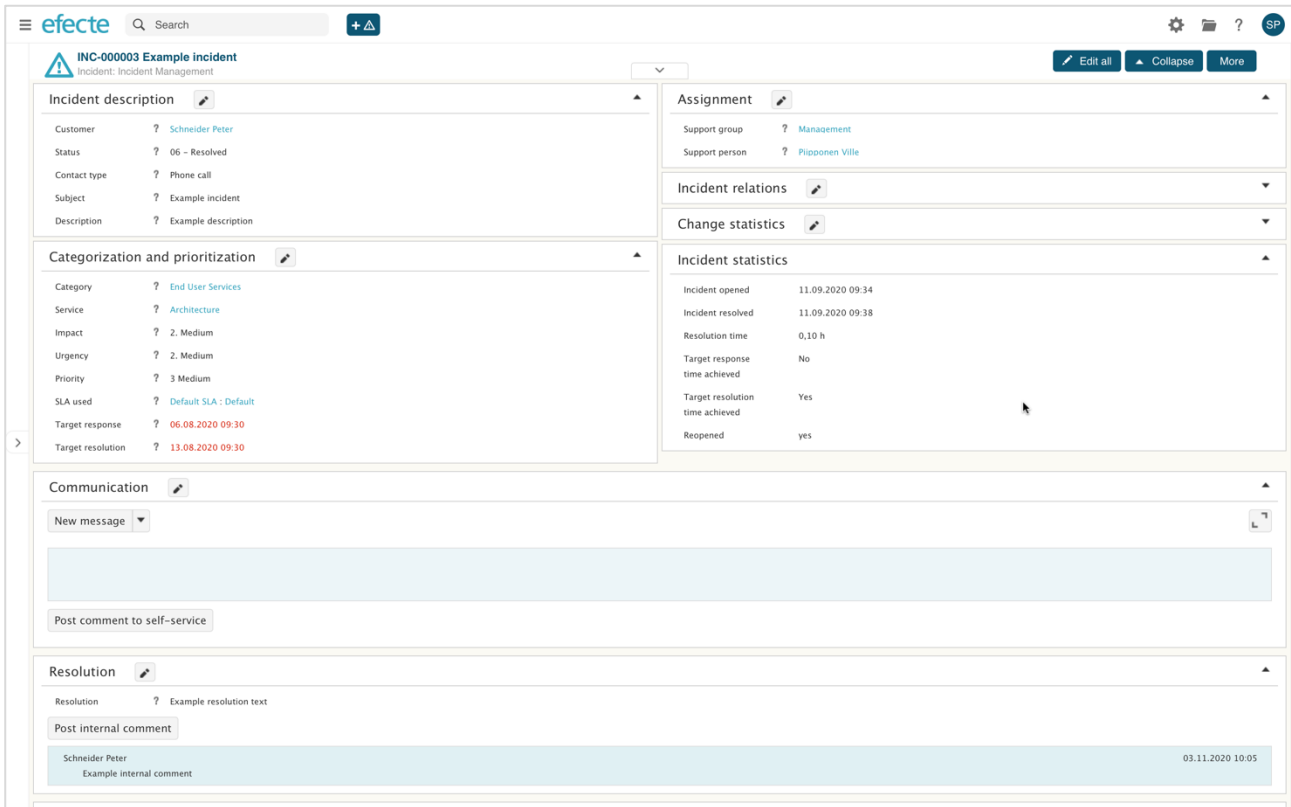 efecte
Search
SP
INC-000003 Example incident
Incident: Incident Management
Edit all
Collapse
More
Incident description
Customer ? Schneider Peter
Status ? 06 - Resolved
Contact type ? Phone call
Subject ? Example incident
Description ? Example description
Categorization and prioritization
Category ? End User Services
Service ? Architecture
Impact ? 2. Medium
Urgency ? 2. Medium
Priority ? 3 Medium
SLA used ? Default SLA : Default
Target response ? 06.08.2020 09:30
Target resolution ? 13.08.2020 09:30
Assignment
Support group ? Management
Support person ? Piipponen Ville
Incident relations
Change statistics
Incident statistics
Incident opened 11.09.2020 09:34
Incident resolved 11.09.2020 09:38
Resolution time 0,10 h
Target response No
time achieved
Target resolution Yes
time achieved
Reopened yes
Communication
New message
Post comment to self-service
Resolution
Resolution ? Example resolution text
Post internal comment
Schneider Peter 03.11.2020 10:05
Example internal comment